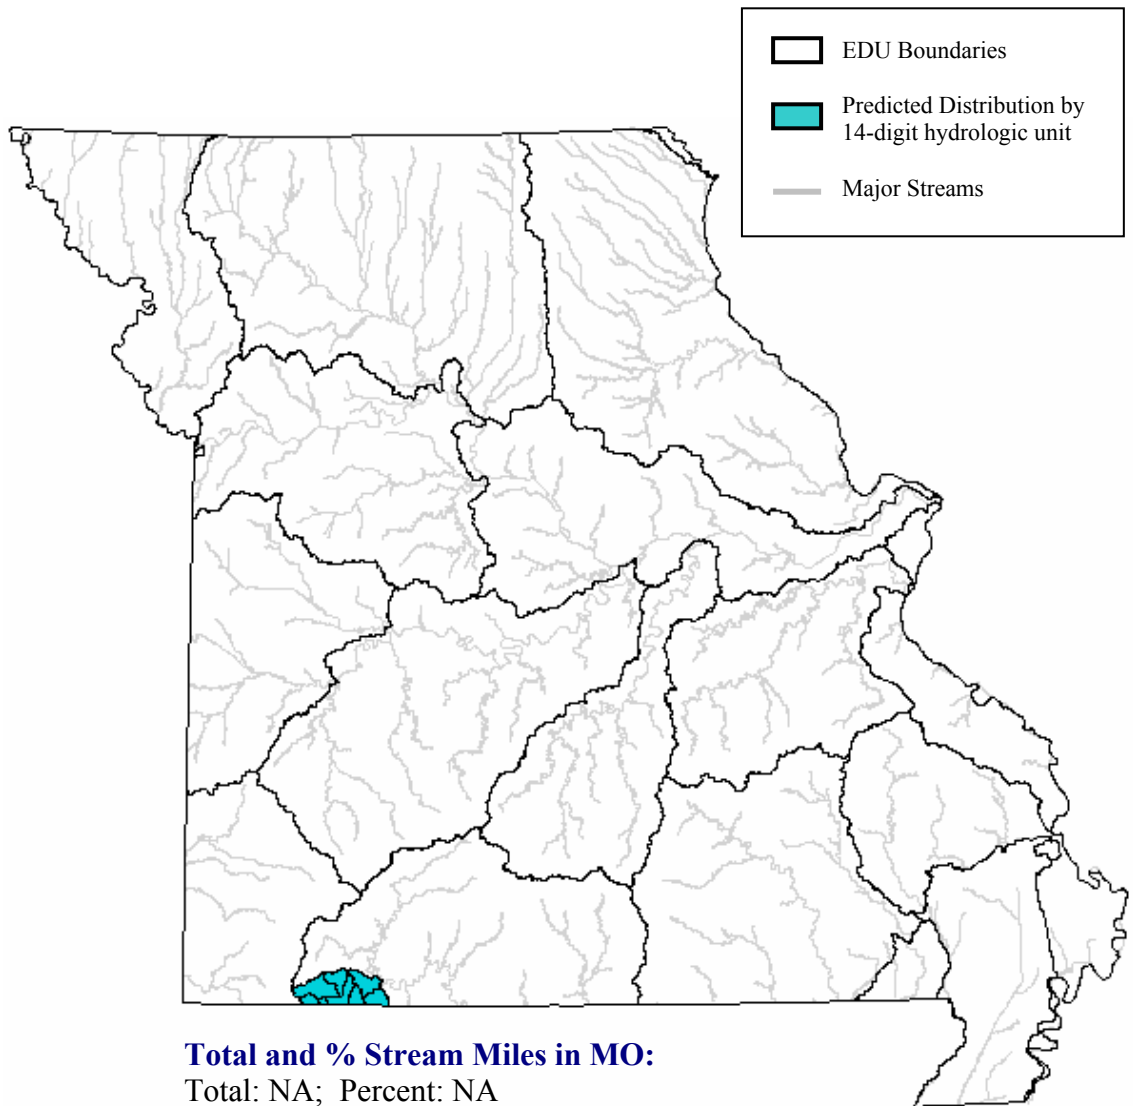 EDU Boundaries
Predicted Distribution by
14-digit hydrologic unit
Major Streams
Total and % Stream Miles in MO:
Total: NA; Percent: NA